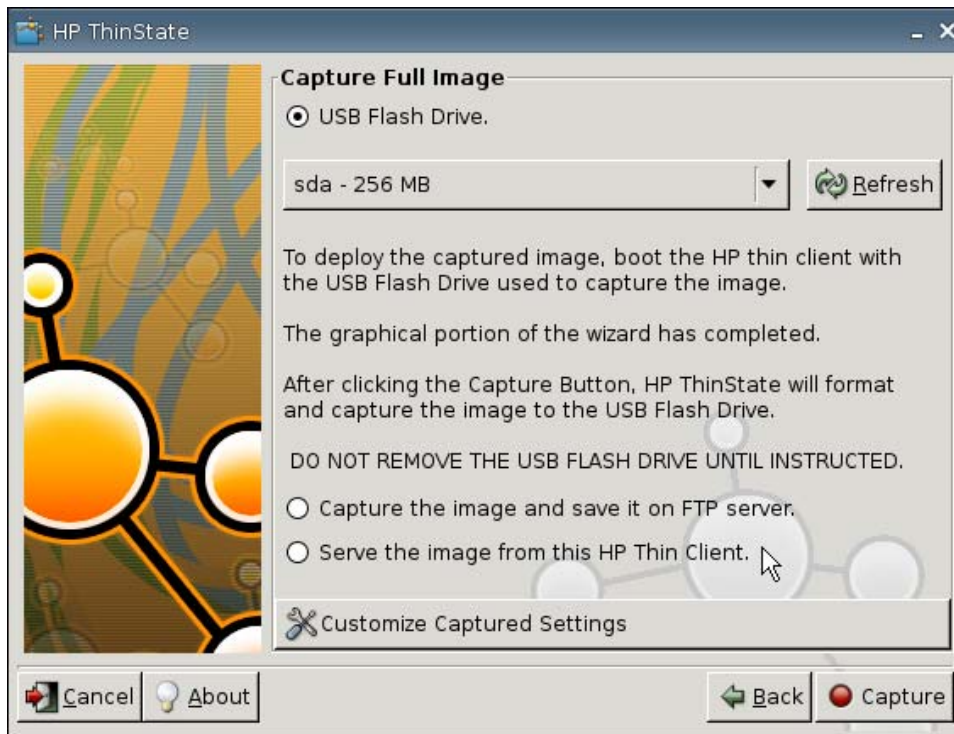 HP ThinState
Capture Full Image
USB Flash Drive.
sda - 256 MB
Refresh
To deploy the captured image, boot the HP thin client with
the USB Flash Drive used to capture the image.
The graphical portion of the wizard has completed.
After clicking the Capture Button, HP ThinState will format
and capture the image to the USB Flash Drive.
DO NOT REMOVE THE USB FLASH DRIVE UNTIL INSTRUCTED.
Capture the image and save it on FTP server.
Serve the image from this HP Thin Client.
Customize Captured Settings
Cancel
About
Back
Capture